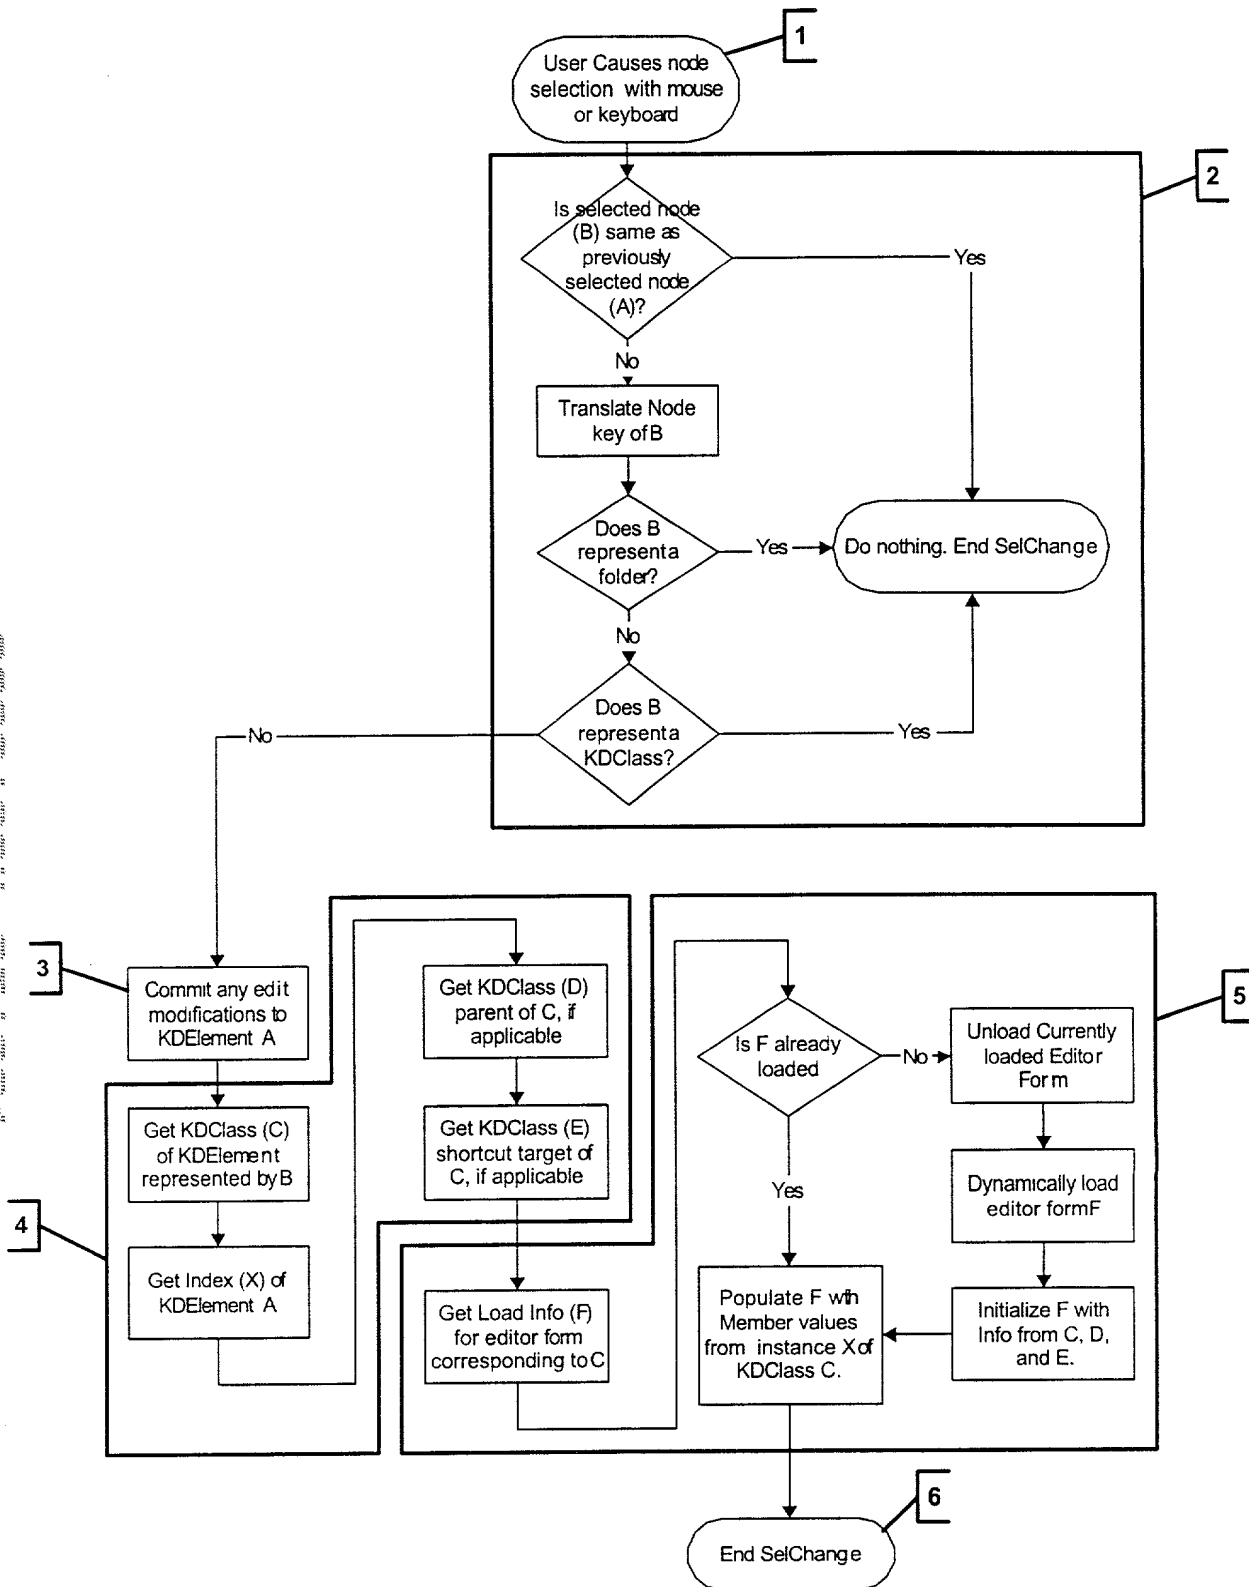 1
User Causes node
selection with mouse
or keyboard
2
Is selected node
(B) same as
previously
selected node
(A)?
Yes
No
Translate Node
key of B
Does B
represent a
folder?
Yes
Do nothing. End SelChange
No
Does B
represent a
KDClass?
Yes
No
3
Commit any edit
modifications to
KDElement A
4
Get KDClass (C)
of KDElement
represented by B
Get Index (X) of
KDElement A
Get KDClass (D)
parent of C, if
applicable
Get KDClass (E)
shortcut target of
C, if applicable
Get Load Info (F)
for editor form
corresponding to C
5
Is F already
loaded
No
Unload Currently
loaded Editor
Form
Dynamically load
editor form F
Initialize F with
Info from C, D,
and E.
Yes
Populate F with
Member values
from instance X of
KDClass C.
6
End SelChange